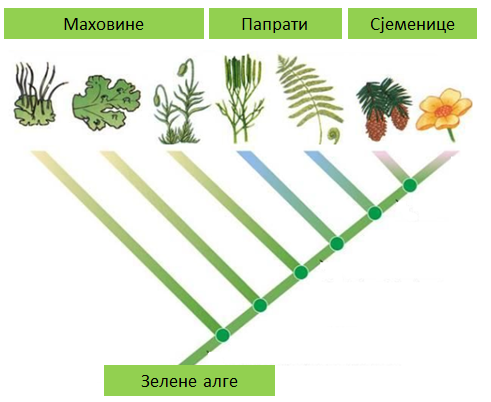 Маховине
Папрати
Сјеменице
Зелене алге